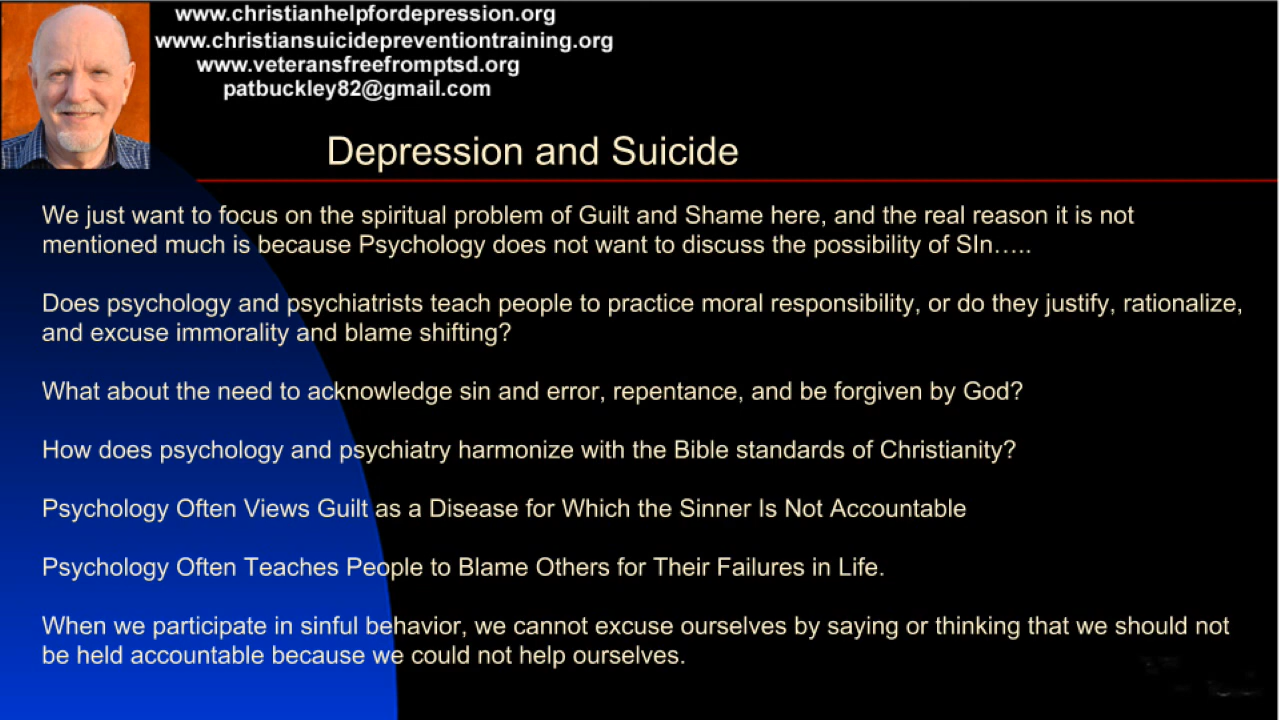 www.christianhelpfordepression.org
www.christiansuicidepreventiontraining.org
www.veteransfreefromptsd.org
patbuckley82@gmail.com
Depression and Suicide
We just want to focus on the spiritual problem of Guilt and Shame here, and the real reason it is not
mentioned much is because Psychology does not want to discuss the possibility of SIn…..
Does psychology and psychiatrists teach people to practice moral responsibility, or do they justify, rationalize,
and excuse immorality and blame shifting?
What about the need to acknowledge sin and error, repentance, and be forgiven by God?
How does psychology and psychiatry harmonize with the Bible standards of Christianity?
Psychology Often Views Guilt as a Disease for Which the Sinner Is Not Accountable
Psychology Often Teaches People to Blame Others for Their Failures in Life.
When we participate in sinful behavior, we cannot excuse ourselves by saying or thinking that we should not
be held accountable because we could not help ourselves.